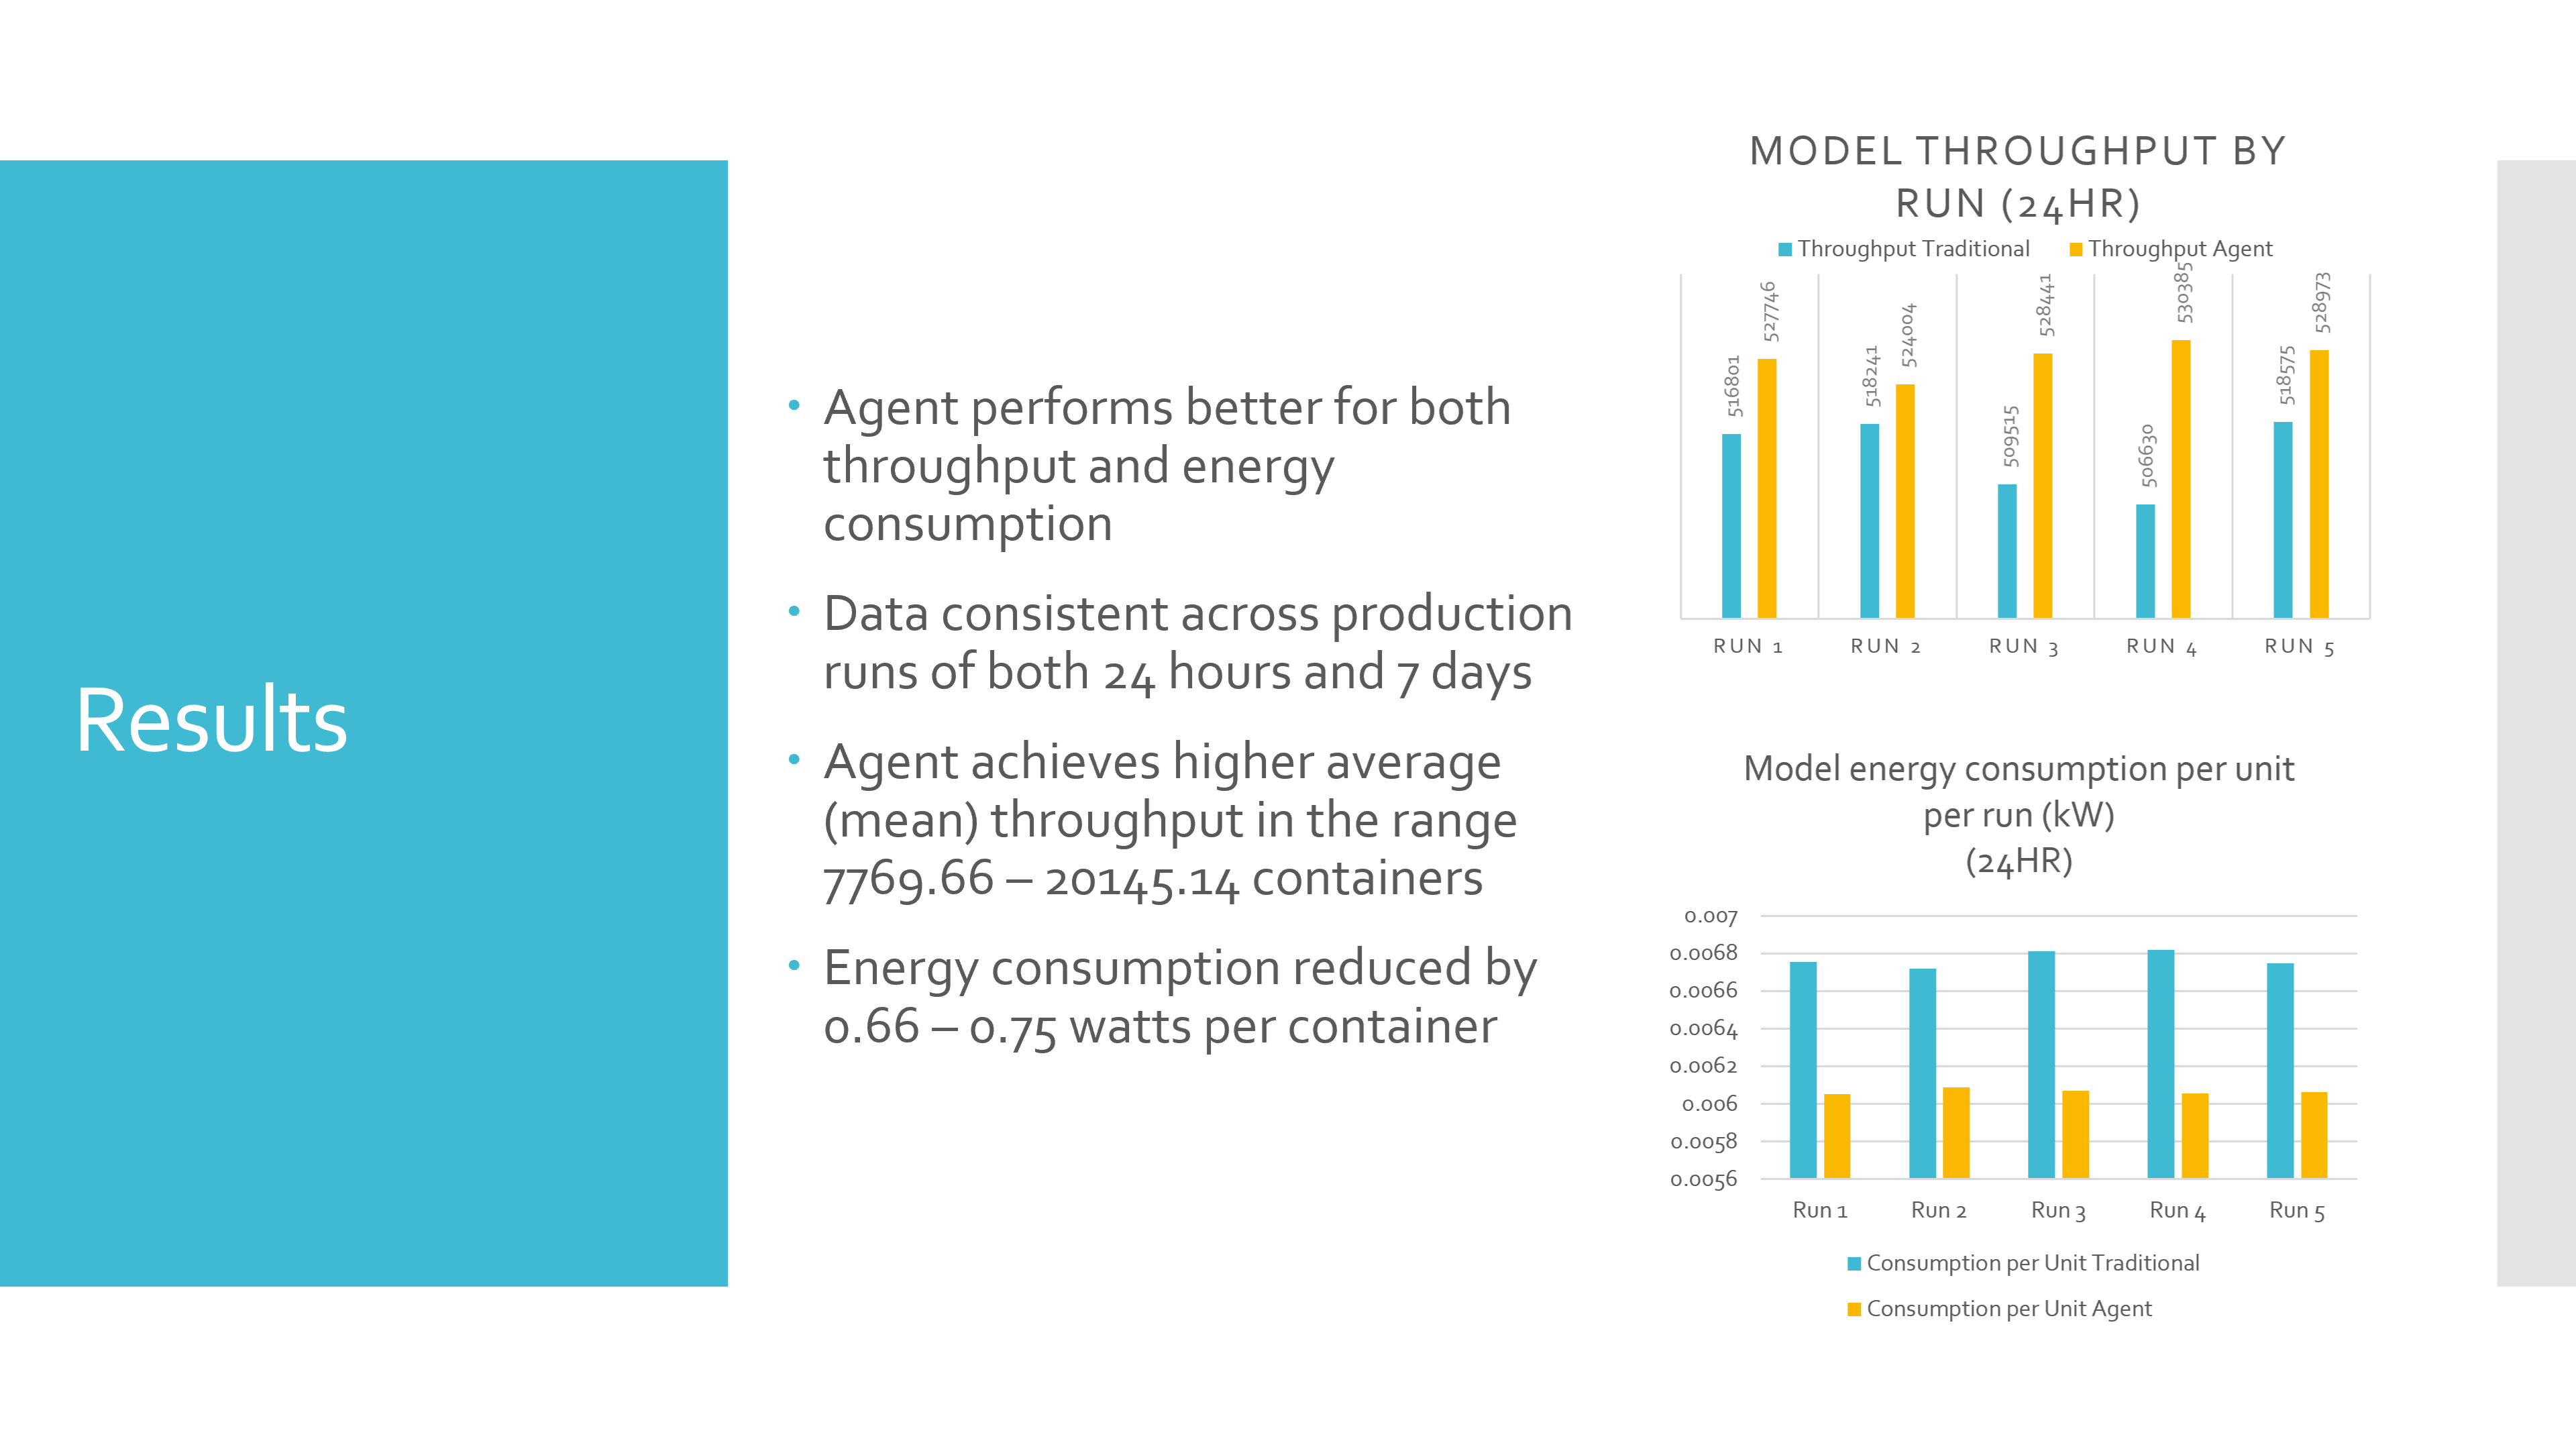 Results
• Agent performs better for both
throughput and energy
consumption
• Data consistent across production
runs of both 24 hours and 7 days
• Agent achieves higher average
(mean) throughput in the range
7769.66 – 20145.14 containers
• Energy consumption reduced by
0.66 – 0.75 watts per container
MODEL THROUGHPUT BY
RUN (24HR)
Throughput Traditional Throughput Agent
516801 527746 518241 524004 509515 528441 506630 530385 518575 528973
RUN 1 RUN 2 RUN 3 RUN 4 RUN 5
Model energy consumption per unit
per run (kW)
(24HR)
0.007
0.0068
0.0066
0.0064
0.0062
0.006
0.0058
0.0056
Run 1 Run 2 Run 3 Run 4 Run 5
Consumption per Unit Traditional
Consumption per Unit Agent